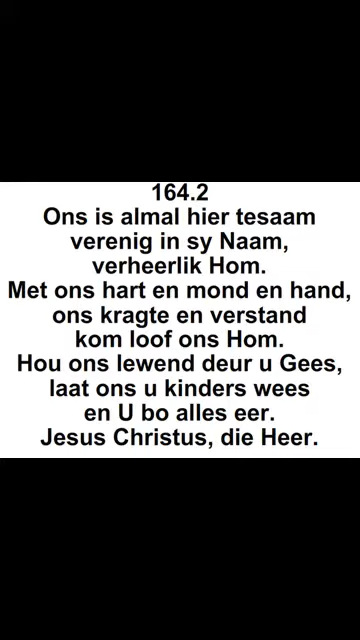 164.2
Ons is almal hier tesaam
verenig in sy Naam,
verheerlik Hom.
Met ons hart en mond en hand,
ons kragte en verstand
kom loof ons Hom.
Hou ons lewend deur u Gees,
laat ons u kinders wees
en U bo alles eer.
Jesus Christus, die Heer.